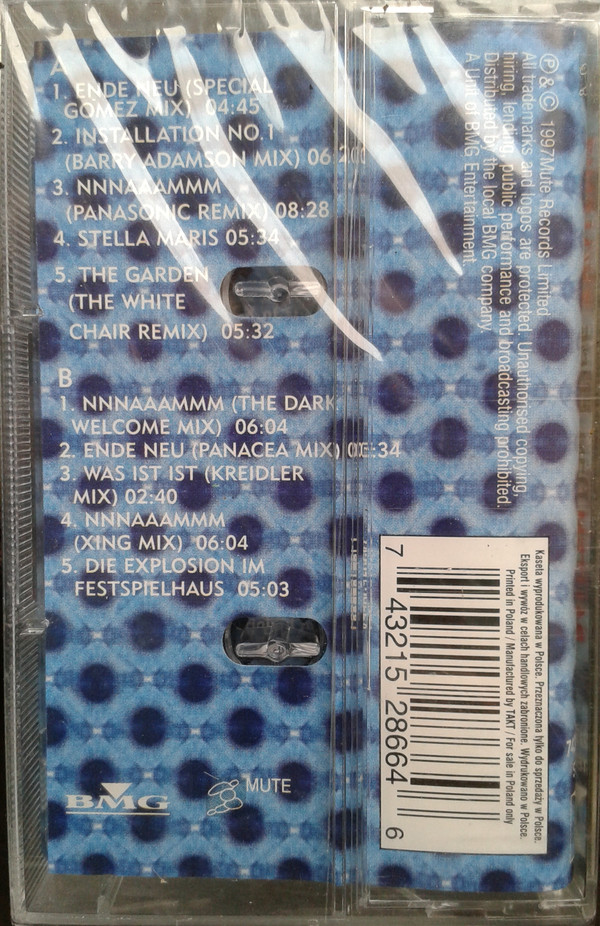 A
1. ENDE NEU (SPECIAL
GOMEZ MIX) 04:45
2. INSTALLATION NO.1
(BARRY ADAMSON MIX) 06:20
3. NNNAAAMMM
(PANASONIC REMIX) 08:28
4. STELLA MARIS 05:34
5. THE GARDEN
(THE WHITE
CHAIR REMIX) 05:32
B
1. NNNAAAMMM (THE DARK
WELCOME MIX) 06:04
2. ENDE NEU (PANACEA MIX) :34
3. WAS IST IST (KREIDLER
MIX) 02:40
4. NNNAAAMMM
(XING MIX) 06:04
5. DIE EXPLOSION IM
FESTSPIELHAUS 05:03
BMG
MUTE
℗ & © 1997Mute Records Limited
All trademarks and logos are protected. Unauthorised copying,
hiring, lending, public performance and broadcasting prohibited.
Distributed by the local BMG company.
A Unit of BMG Entertainment
Kaseta wyprodukowana w Polsce. Przeznaczona tylko do sprzedaży w Polsce.
Eksport i wywóz w celach handlowych zabronione. Wydrukowano w Polsce.
Printed in Poland / Manufactured by TAKT / For sale in Poland only
7 43215 28664 6